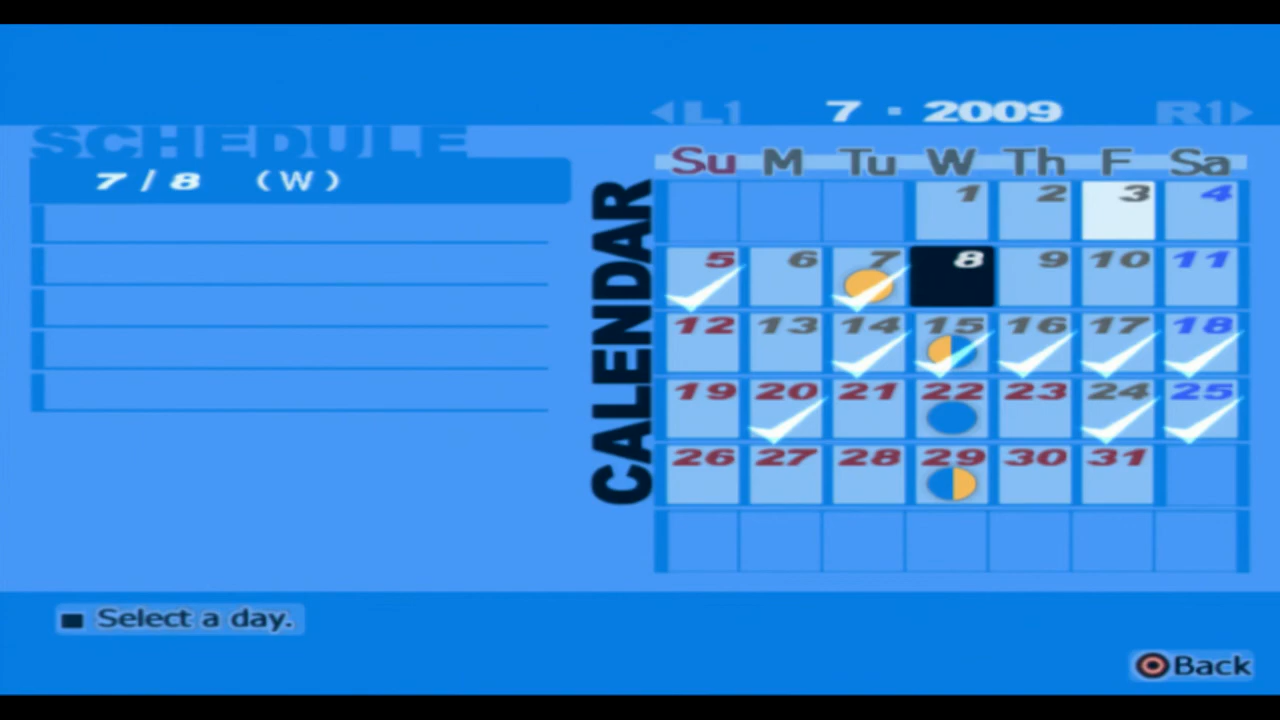 L1 7 · 2009 R1
SCHEDULE
7 / 8 (W)
CALENDAR
Su M Tu W Th F Sa
1 2 3 4
5 6 7 8 9 10 11
12 13 14 15 16 17 18
19 20 21 22 23 24 25
26 27 28 29 30 31
Select a day.
Back